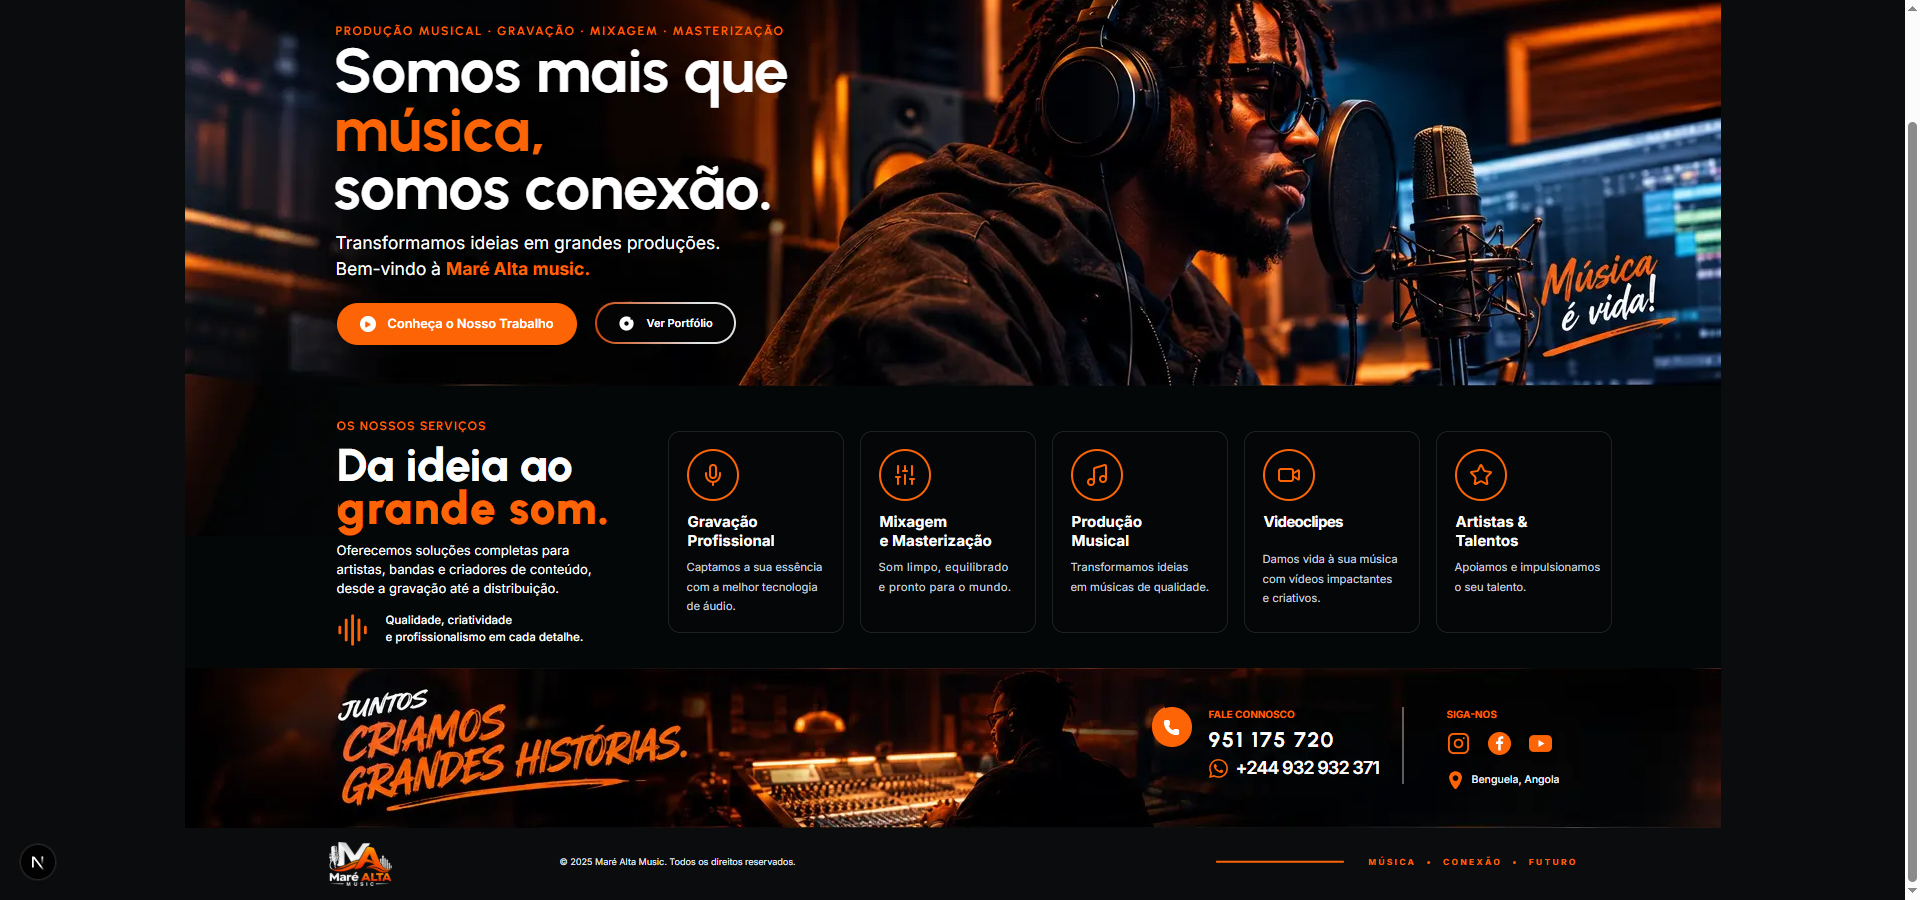 PRODUÇÃO MUSICAL · GRAVAÇÃO · MIXAGEM · MASTERIZAÇÃO
Somos mais que
música,
somos conexão.
Transformamos ideias em grandes produções.
Bem-vindo à Maré Alta music.
Conheça o Nosso Trabalho
Ver Portfólio
Música
é vida!
OS NOSSOS SERVIÇOS
Da ideia ao
grande som.
Oferecemos soluções completas para
artistas, bandas e criadores de conteúdo,
desde a gravação até a distribuição.
Qualidade, criatividade
e profissionalismo em cada detalhe.
Gravação
Profissional
Captamos a sua essência
com a melhor tecnologia
de áudio.
Mixagem
e Masterização
Som limpo, equilibrado
e pronto para o mundo.
Produção
Musical
Transformamos ideias
em músicas de qualidade.
Videoclipes
Damos vida à sua música
com vídeos impactantes
e criativos.
Artistas &
Talentos
Apoiamos e impulsionamos
o seu talento.
JUNTOS
CRIAMOS
GRANDES HISTÓRIAS.
FALE CONNOSCO
951 175 720
+244 932 932 371
SIGA-NOS
Benguela, Angola
N
MA
Maré ALTA
MUSIC
© 2025 Maré Alta Music. Todos os direitos reservados.
MÚSICA • CONEXÃO • FUTURO